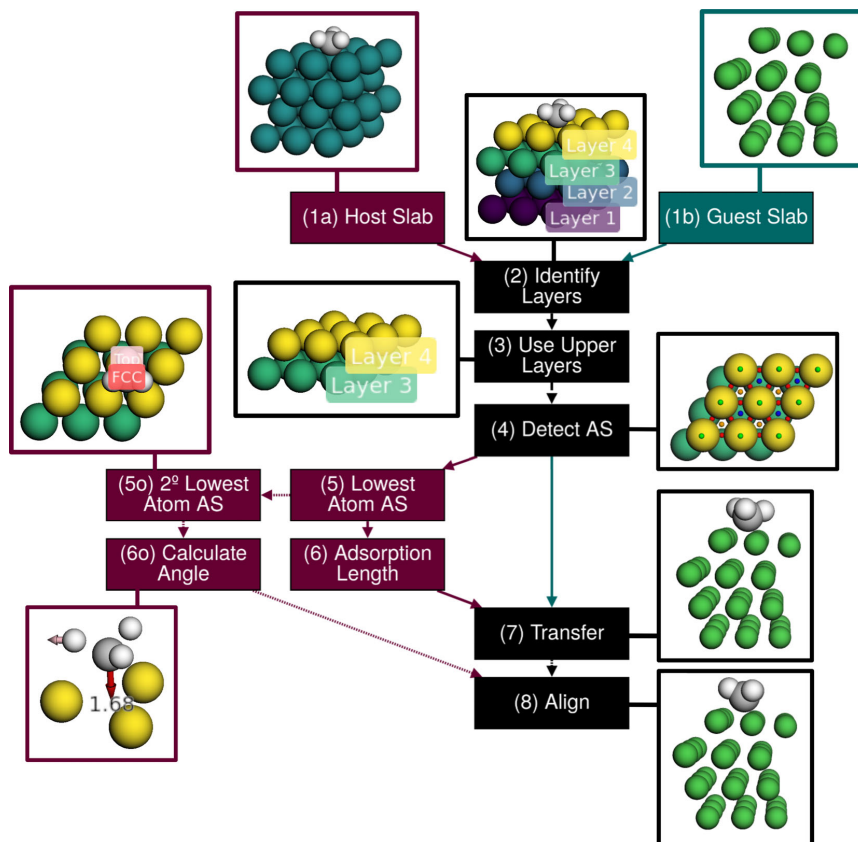 Layer 4
Layer 3
Layer 2
Layer 1
(1a) Host Slab
(1b) Guest Slab
(2) Identify
Layers
(3) Use Upper
Layers
Layer 4
Layer 3
Top
FCC
(4) Detect AS
(5o) 2º Lowest
Atom AS
(5) Lowest
Atom AS
(6o) Calculate
Angle
(6) Adsorption
Length
(7) Transfer
1.68
(8) Align